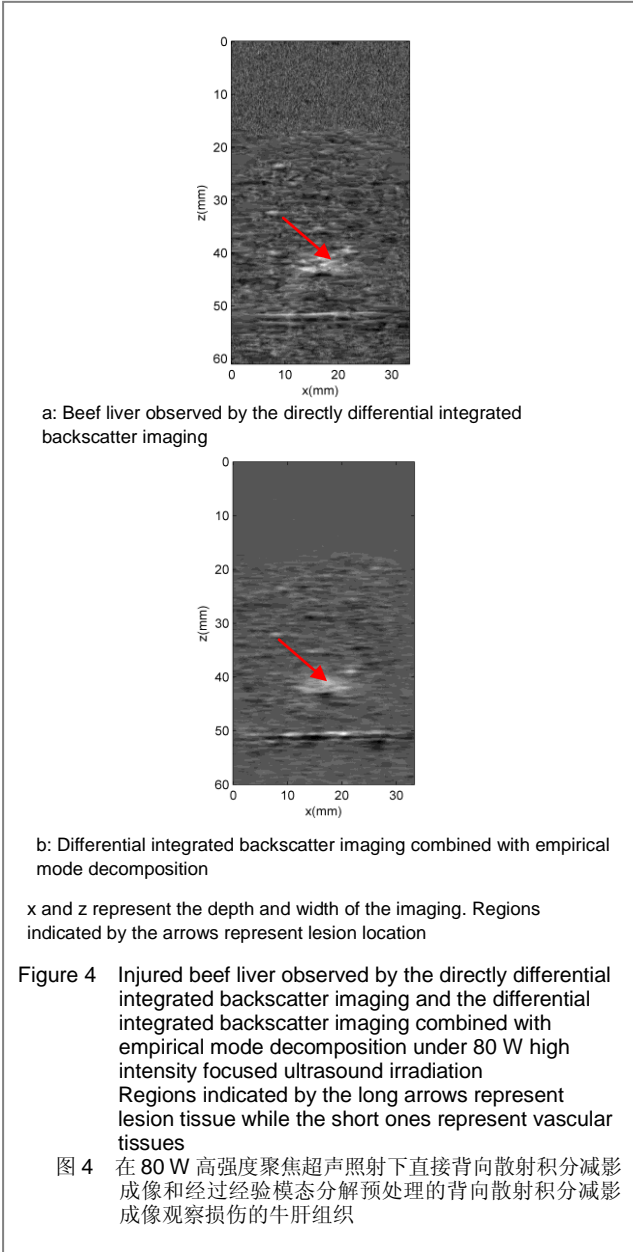 0
10
20
30
40
50
60
z(mm)
0 10 20 30
x(mm)
a: Beef liver observed by the directly differential integrated
backscatter imaging
0
10
20
30
40
50
60
z(mm)
0 10 20 30
x(mm)
b: Differential integrated backscatter imaging combined with empirical
mode decomposition
x and z represent the depth and width of the imaging. Regions
indicated by the arrows represent lesion location
Figure 4 Injured beef liver observed by the directly differential
integrated backscatter imaging and the differential
integrated backscatter imaging combined with
empirical mode decomposition under 80 W high
intensity focused ultrasound irradiation
Regions indicated by the long arrows represent
lesion tissue while the short ones represent vascular
tissues
图 4 在 80 W 高强度聚焦超声照射下直接背向散射积分减影
成像和经过经验模态分解预处理的背向散射积分减影
成像观察损伤的牛肝组织